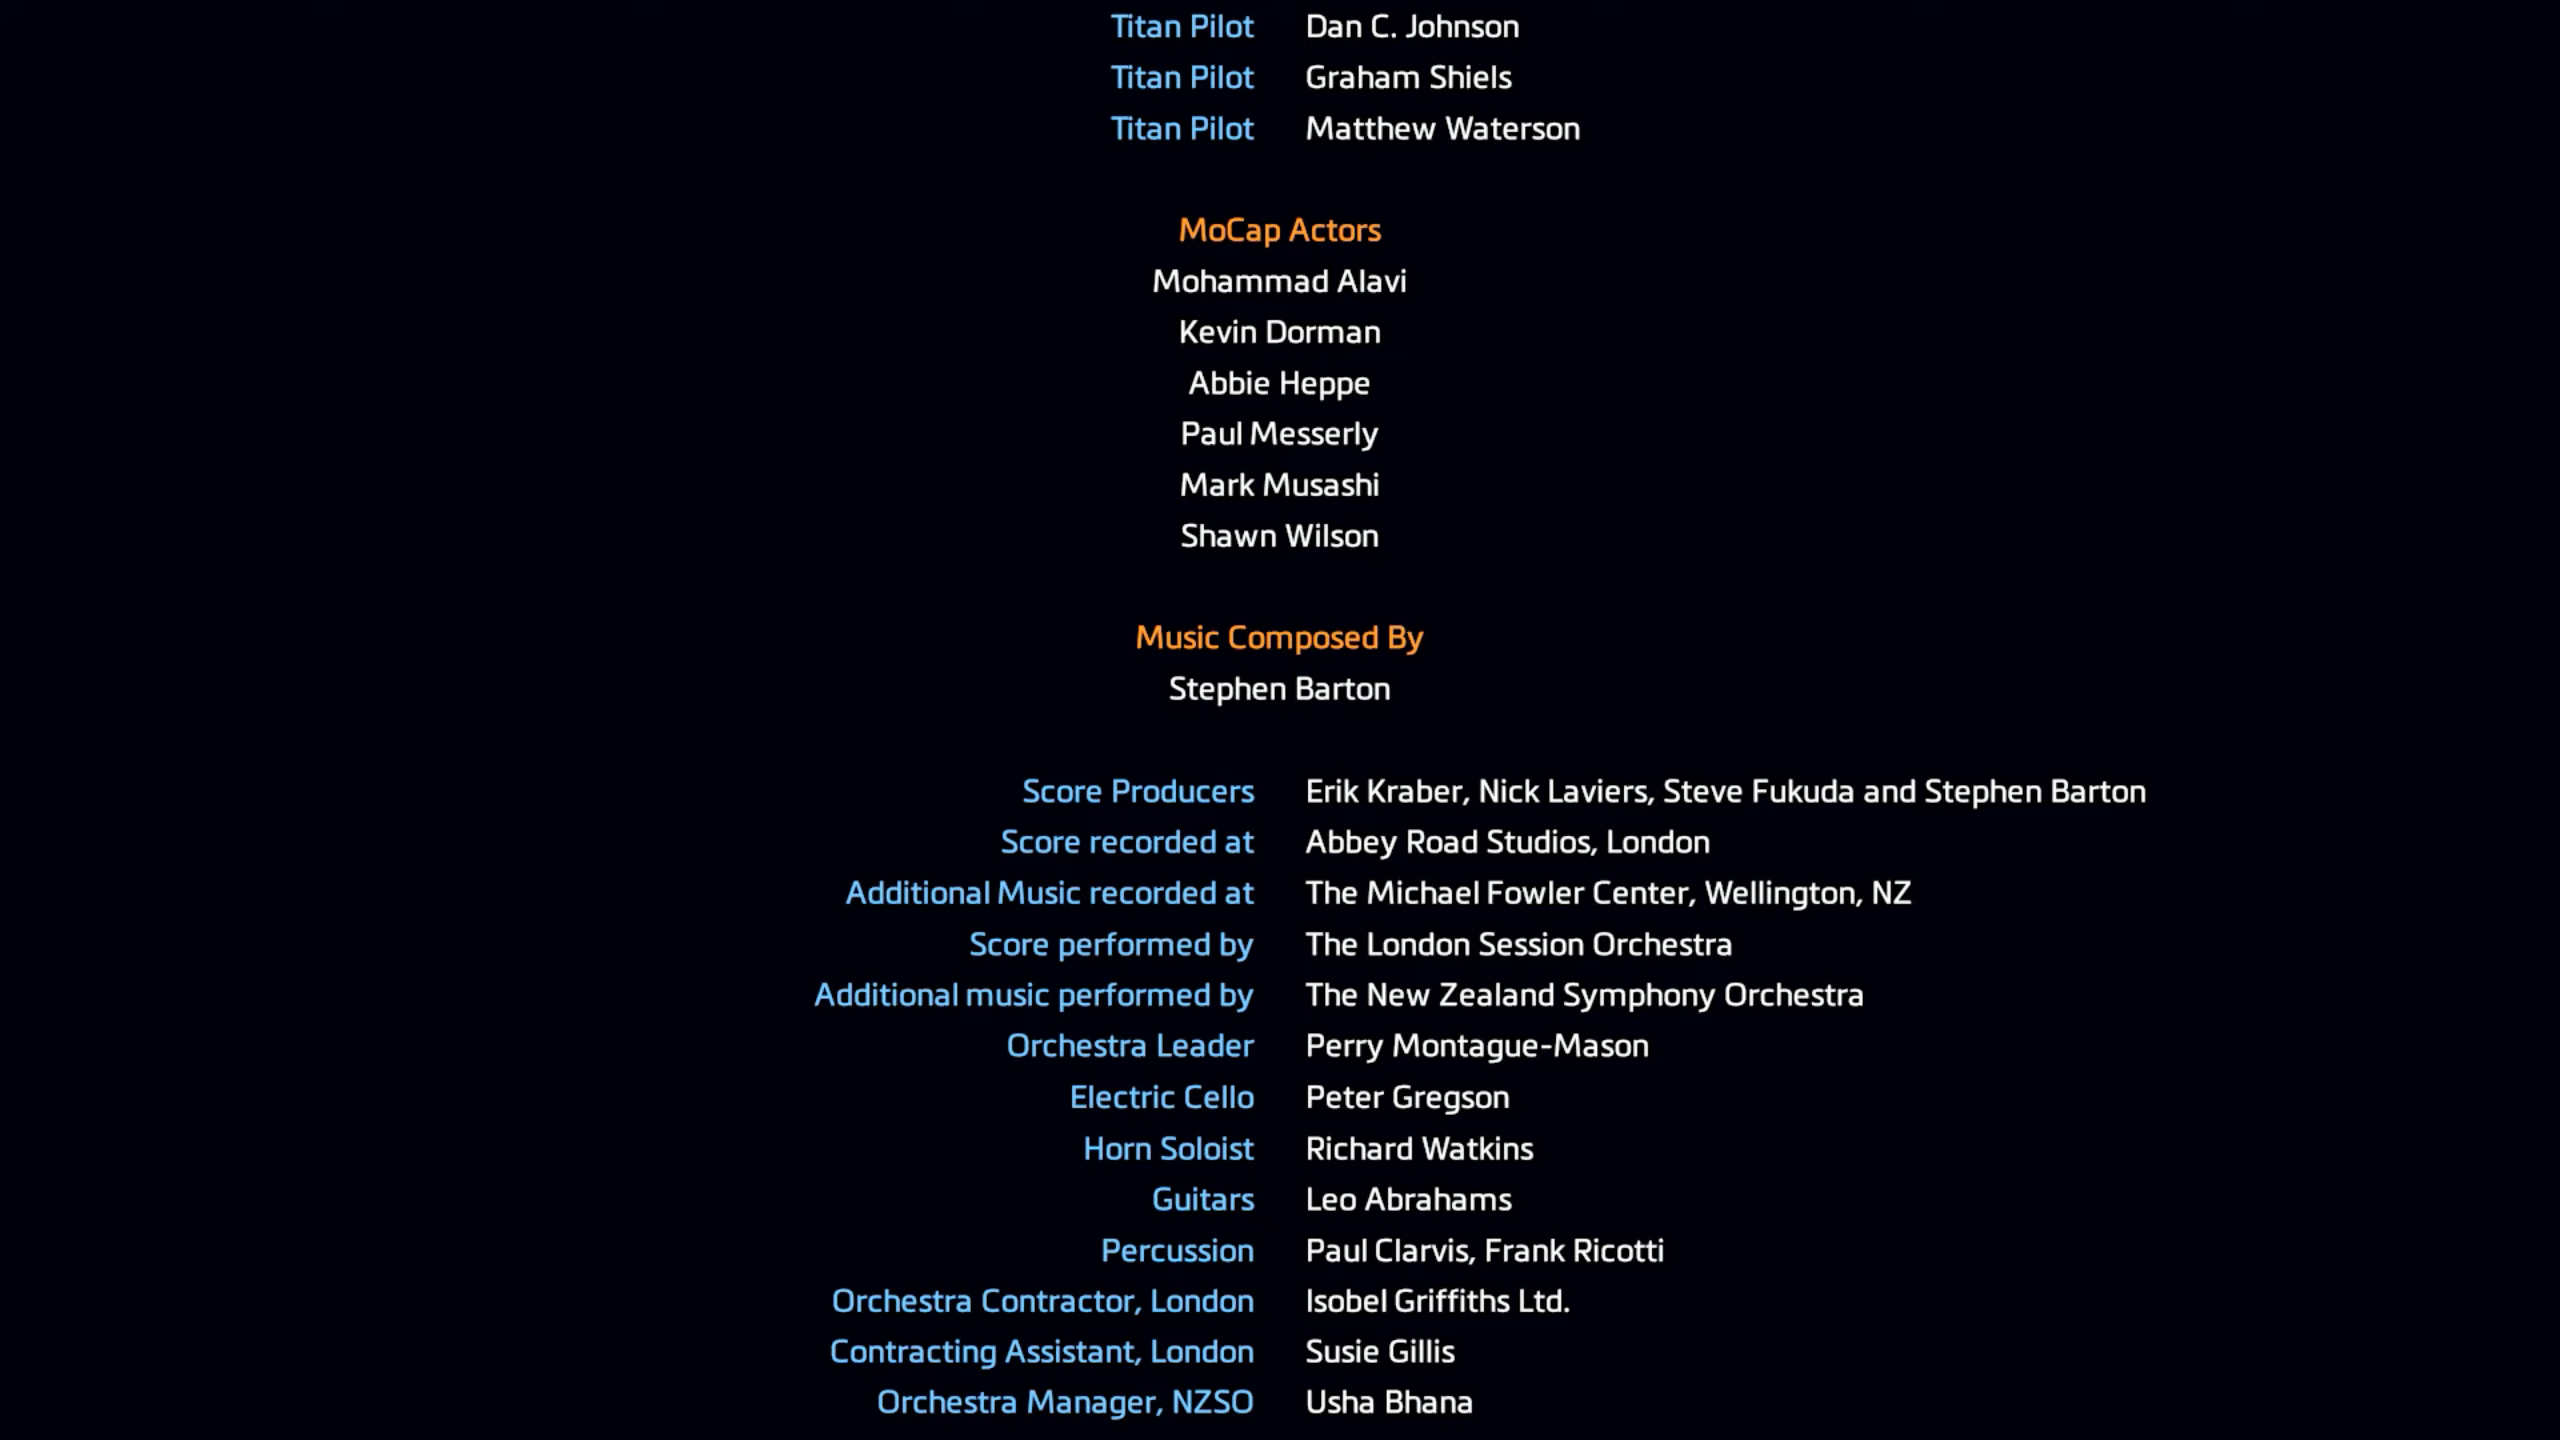 Titan Pilot Dan C. Johnson
Titan Pilot Graham Shiels
Titan Pilot Matthew Waterson
MoCap Actors
Mohammad Alavi
Kevin Dorman
Abbie Heppe
Paul Messerly
Mark Musashi
Shawn Wilson
Music Composed By
Stephen Barton
Score Producers Erik Kraber, Nick Laviers, Steve Fukuda and Stephen Barton
Score recorded at Abbey Road Studios, London
Additional Music recorded at The Michael Fowler Center, Wellington, NZ
Score performed by The London Session Orchestra
Additional music performed by The New Zealand Symphony Orchestra
Orchestra Leader Perry Montague-Mason
Electric Cello Peter Gregson
Horn Soloist Richard Watkins
Guitars Leo Abrahams
Percussion Paul Clarvis, Frank Ricotti
Orchestra Contractor, London Isobel Griffiths Ltd.
Contracting Assistant, London Susie Gillis
Orchestra Manager, NZSO Usha Bhana